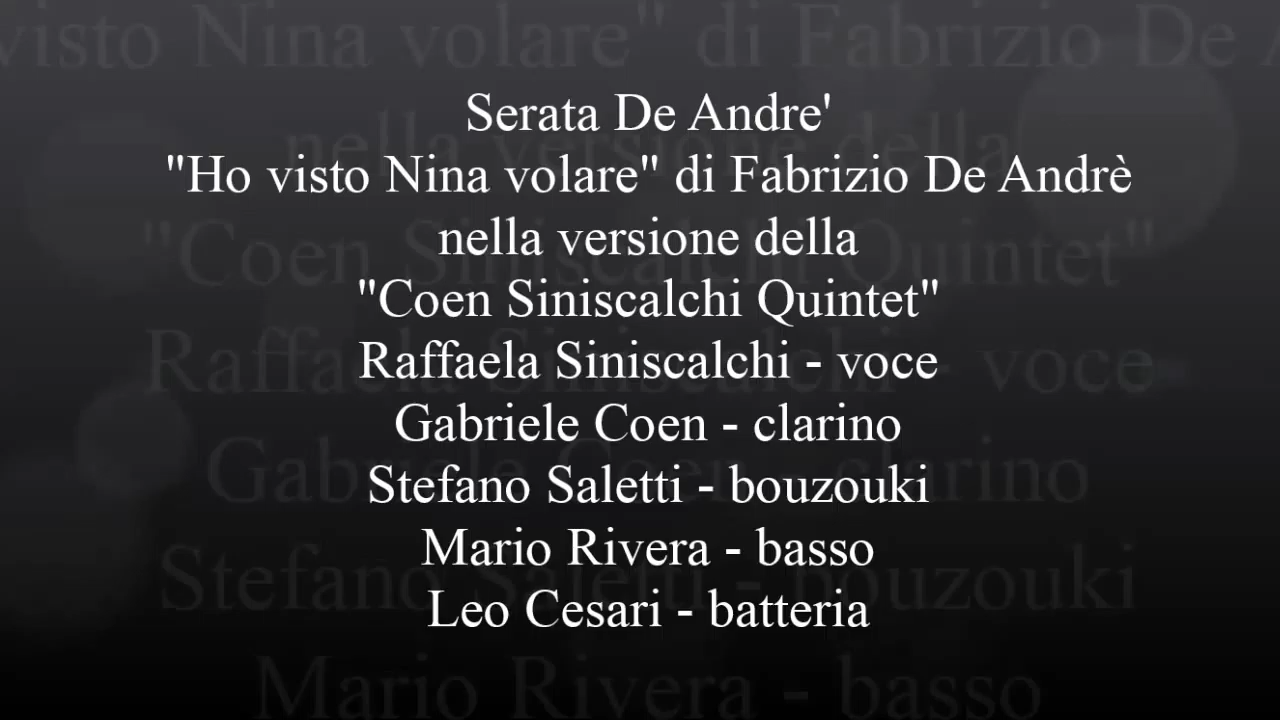 Serata De Andre'
"Ho visto Nina volare" di Fabrizio De Andrè
nella versione della
"Coen Siniscalchi Quintet"
Raffaela Siniscalchi - voce
Gabriele Coen - clarino
Stefano Saletti - bouzouki
Mario Rivera - basso
Leo Cesari - batteria